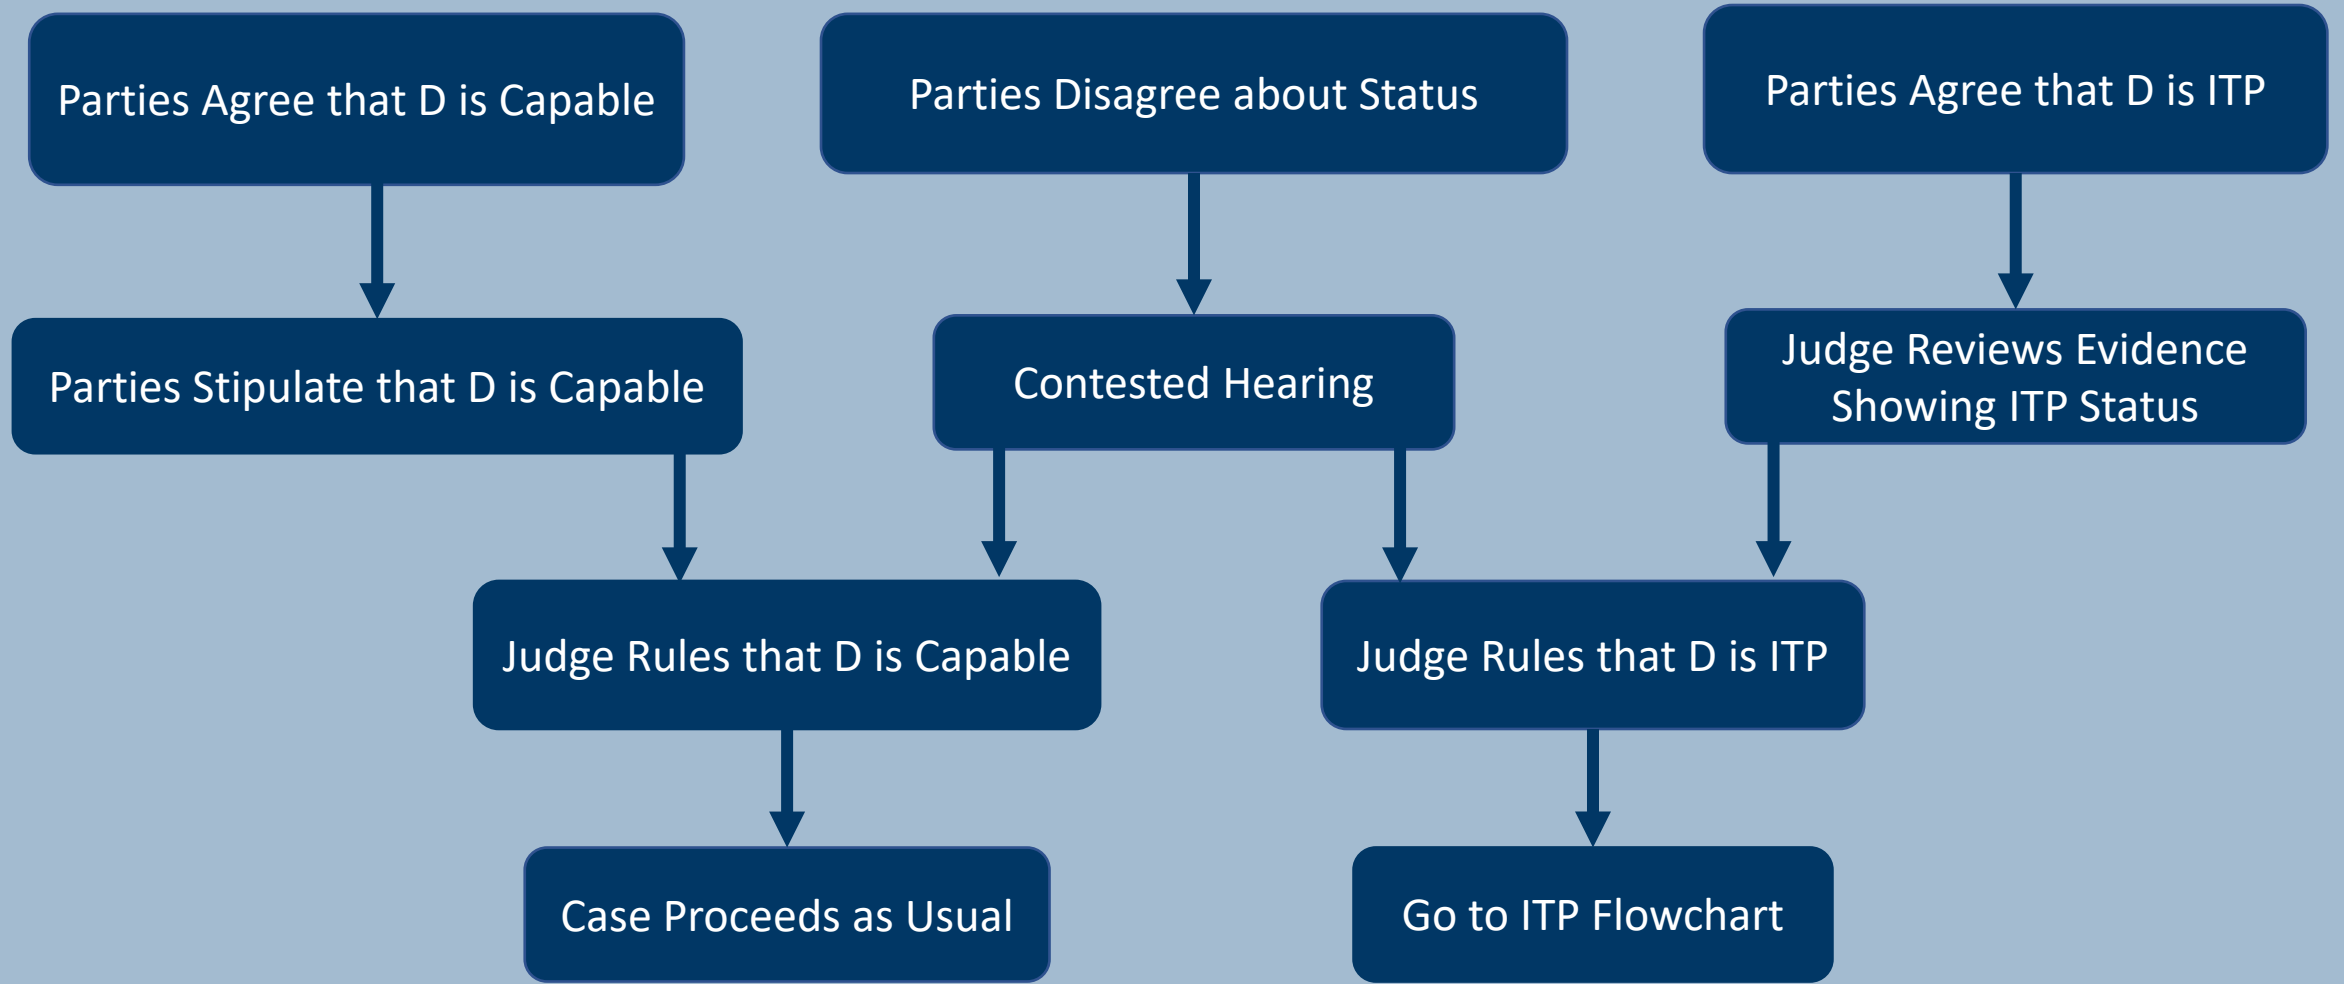 Parties Agree that D is Capable
Parties Disagree about Status
Parties Agree that D is ITP
Parties Stipulate that D is Capable
Contested Hearing
Judge Reviews Evidence
Showing ITP Status
Judge Rules that D is Capable
Judge Rules that D is ITP
Case Proceeds as Usual
Go to ITP Flowchart